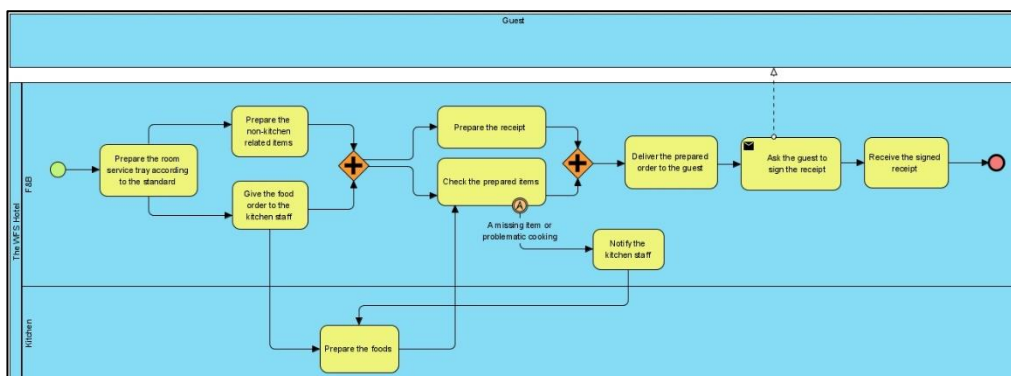 Guest
The WFS Hotel
F&B
Prepare the room
service tray according
to the standard
Prepare the
non-kitchen
related items
Give the food
order to the
kitchen staff
Prepare the receipt
Check the prepared items
A
A missing item or
problematic cooking
Notify the
kitchen staff
Deliver the prepared
order to the guest
Ask the guest to
sign the receipt
Receive the signed
receipt
Kitchen
Prepare the foods